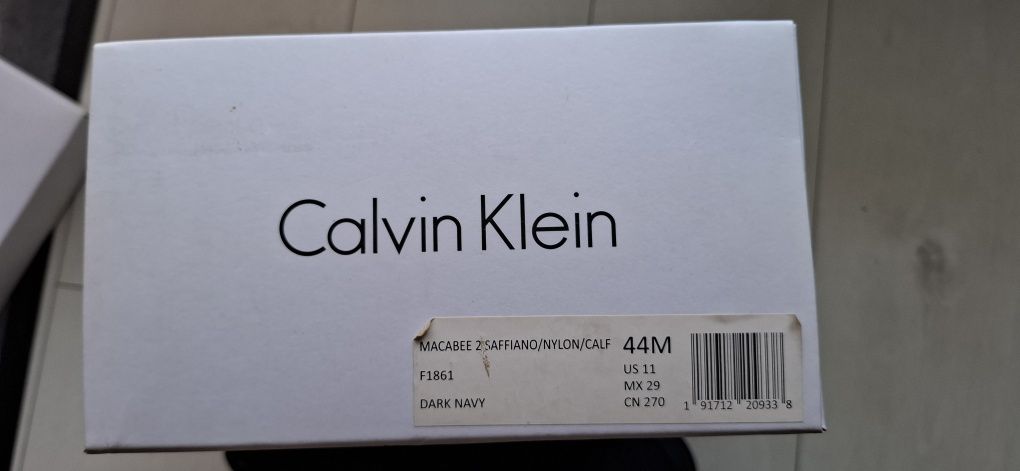 Calvin Klein
MACABEE 2 SAFFIANO/NYLON/CALF 44M
US 11
F1861
MX 29
DARK NAVY CN 270
1 91712 20933 8